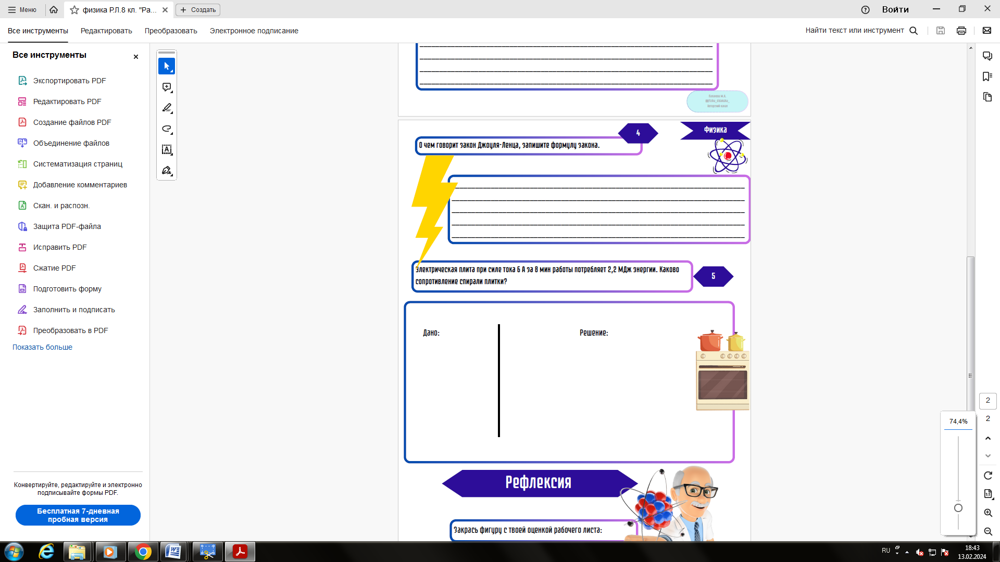 Меню
физика Р.Л.8 кл. "Ра...
Создать
Войти
Все инструменты
Редактировать
Преобразовать
Электронное подписание
Найти текст или инструмент
Все инструменты
Экспортировать PDF
Редактировать PDF
Создание файлов PDF
Объединение файлов
Систематизация страниц
Добавление комментариев
Скан. и распозн.
Защита PDF-файла
Исправить PDF
Сжатие PDF
Подготовить форму
Заполнить и подписать
Преобразовать в PDF
Показать больше
Конвертируйте, редактируйте и электронно
подписывайте формы PDF.
Бесплатная 7-дневная
пробная версия
Авторский канал
4
Физика
О чем говорит закон Джоуля-Ленца, запишите формулу закона.
Электрическая плита при силе тока 6 А за 8 мин работы потребляет 2,2 МДж энергии. Каково
сопротивление спирали плитки?
5
Дано:
Решение:
Рефлексия
Закрась фигуру с твоей оценкой рабочего листа:
2
2
74,4%
RU
18:43
13.02.2024